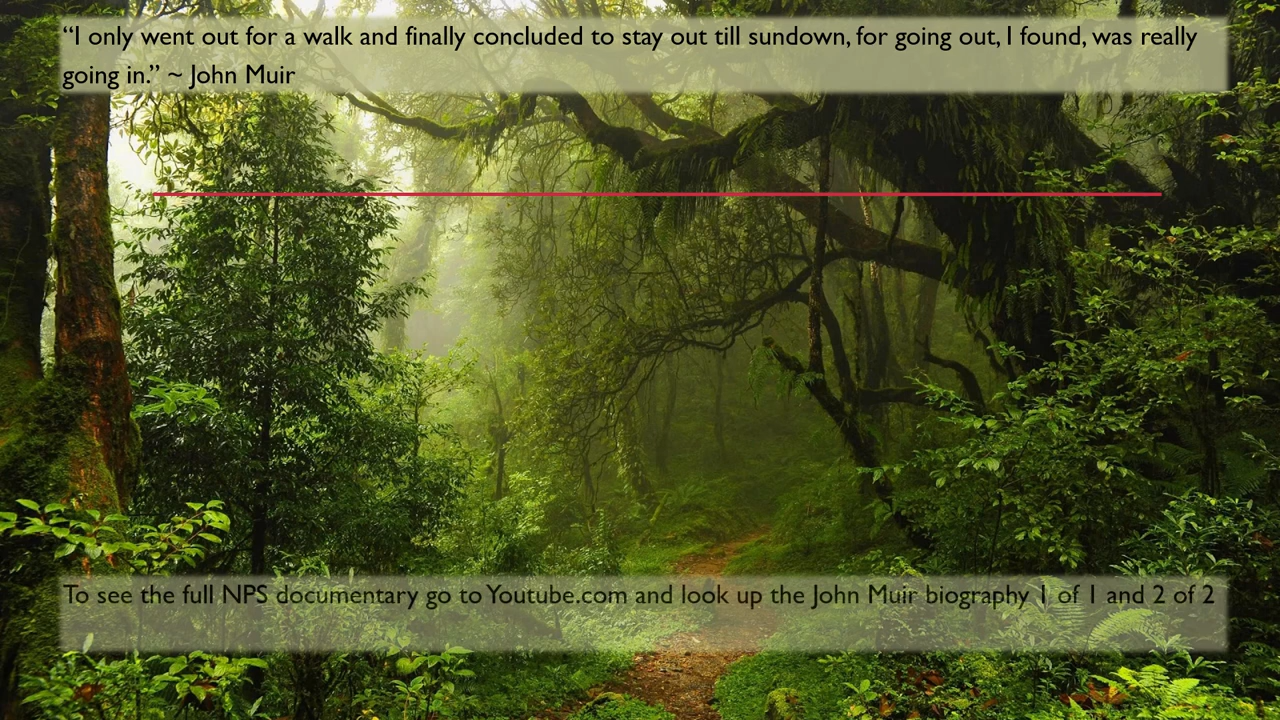 “I only went out for a walk and finally concluded to stay out till sundown, for going out, I found, was really
going in.” ~ John Muir
To see the full NPS documentary go to Youtube.com and look up the John Muir biography 1 of 1 and 2 of 2